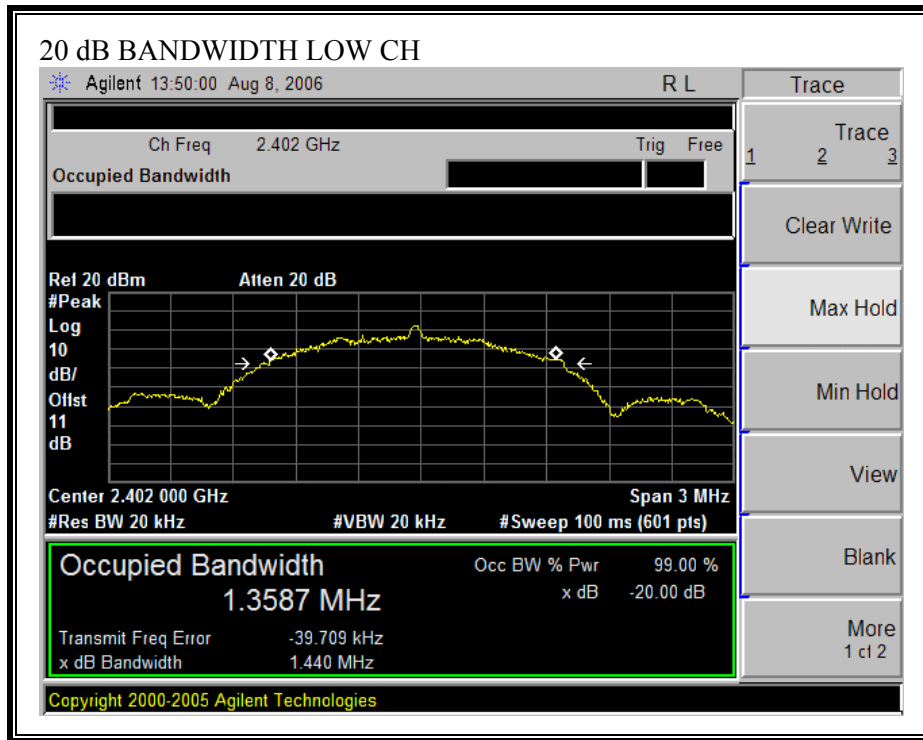 20 dB BANDWIDTH LOW CH
Agilent 13:50:00 Aug 8, 2006 R L
Trace
Ch Freq 2.402 GHz Trig Free
Occupied Bandwidth
Trace
1 2 3
Clear Write
Max Hold
Min Hold
View
Blank
More
1 of 2
Ref 20 dBm Atten 20 dB
#Peak
Log
10
dB/
Offst
11
dB
Center 2.402 000 GHz Span 3 MHz
#Res BW 20 kHz #VBW 20 kHz #Sweep 100 ms (601 pts)
Occupied Bandwidth
1.3587 MHz
Occ BW % Pwr 99.00 %
x dB -20.00 dB
Transmit Freq Error -39.709 kHz
x dB Bandwidth 1.440 MHz
Copyright 2000-2005 Agilent Technologies